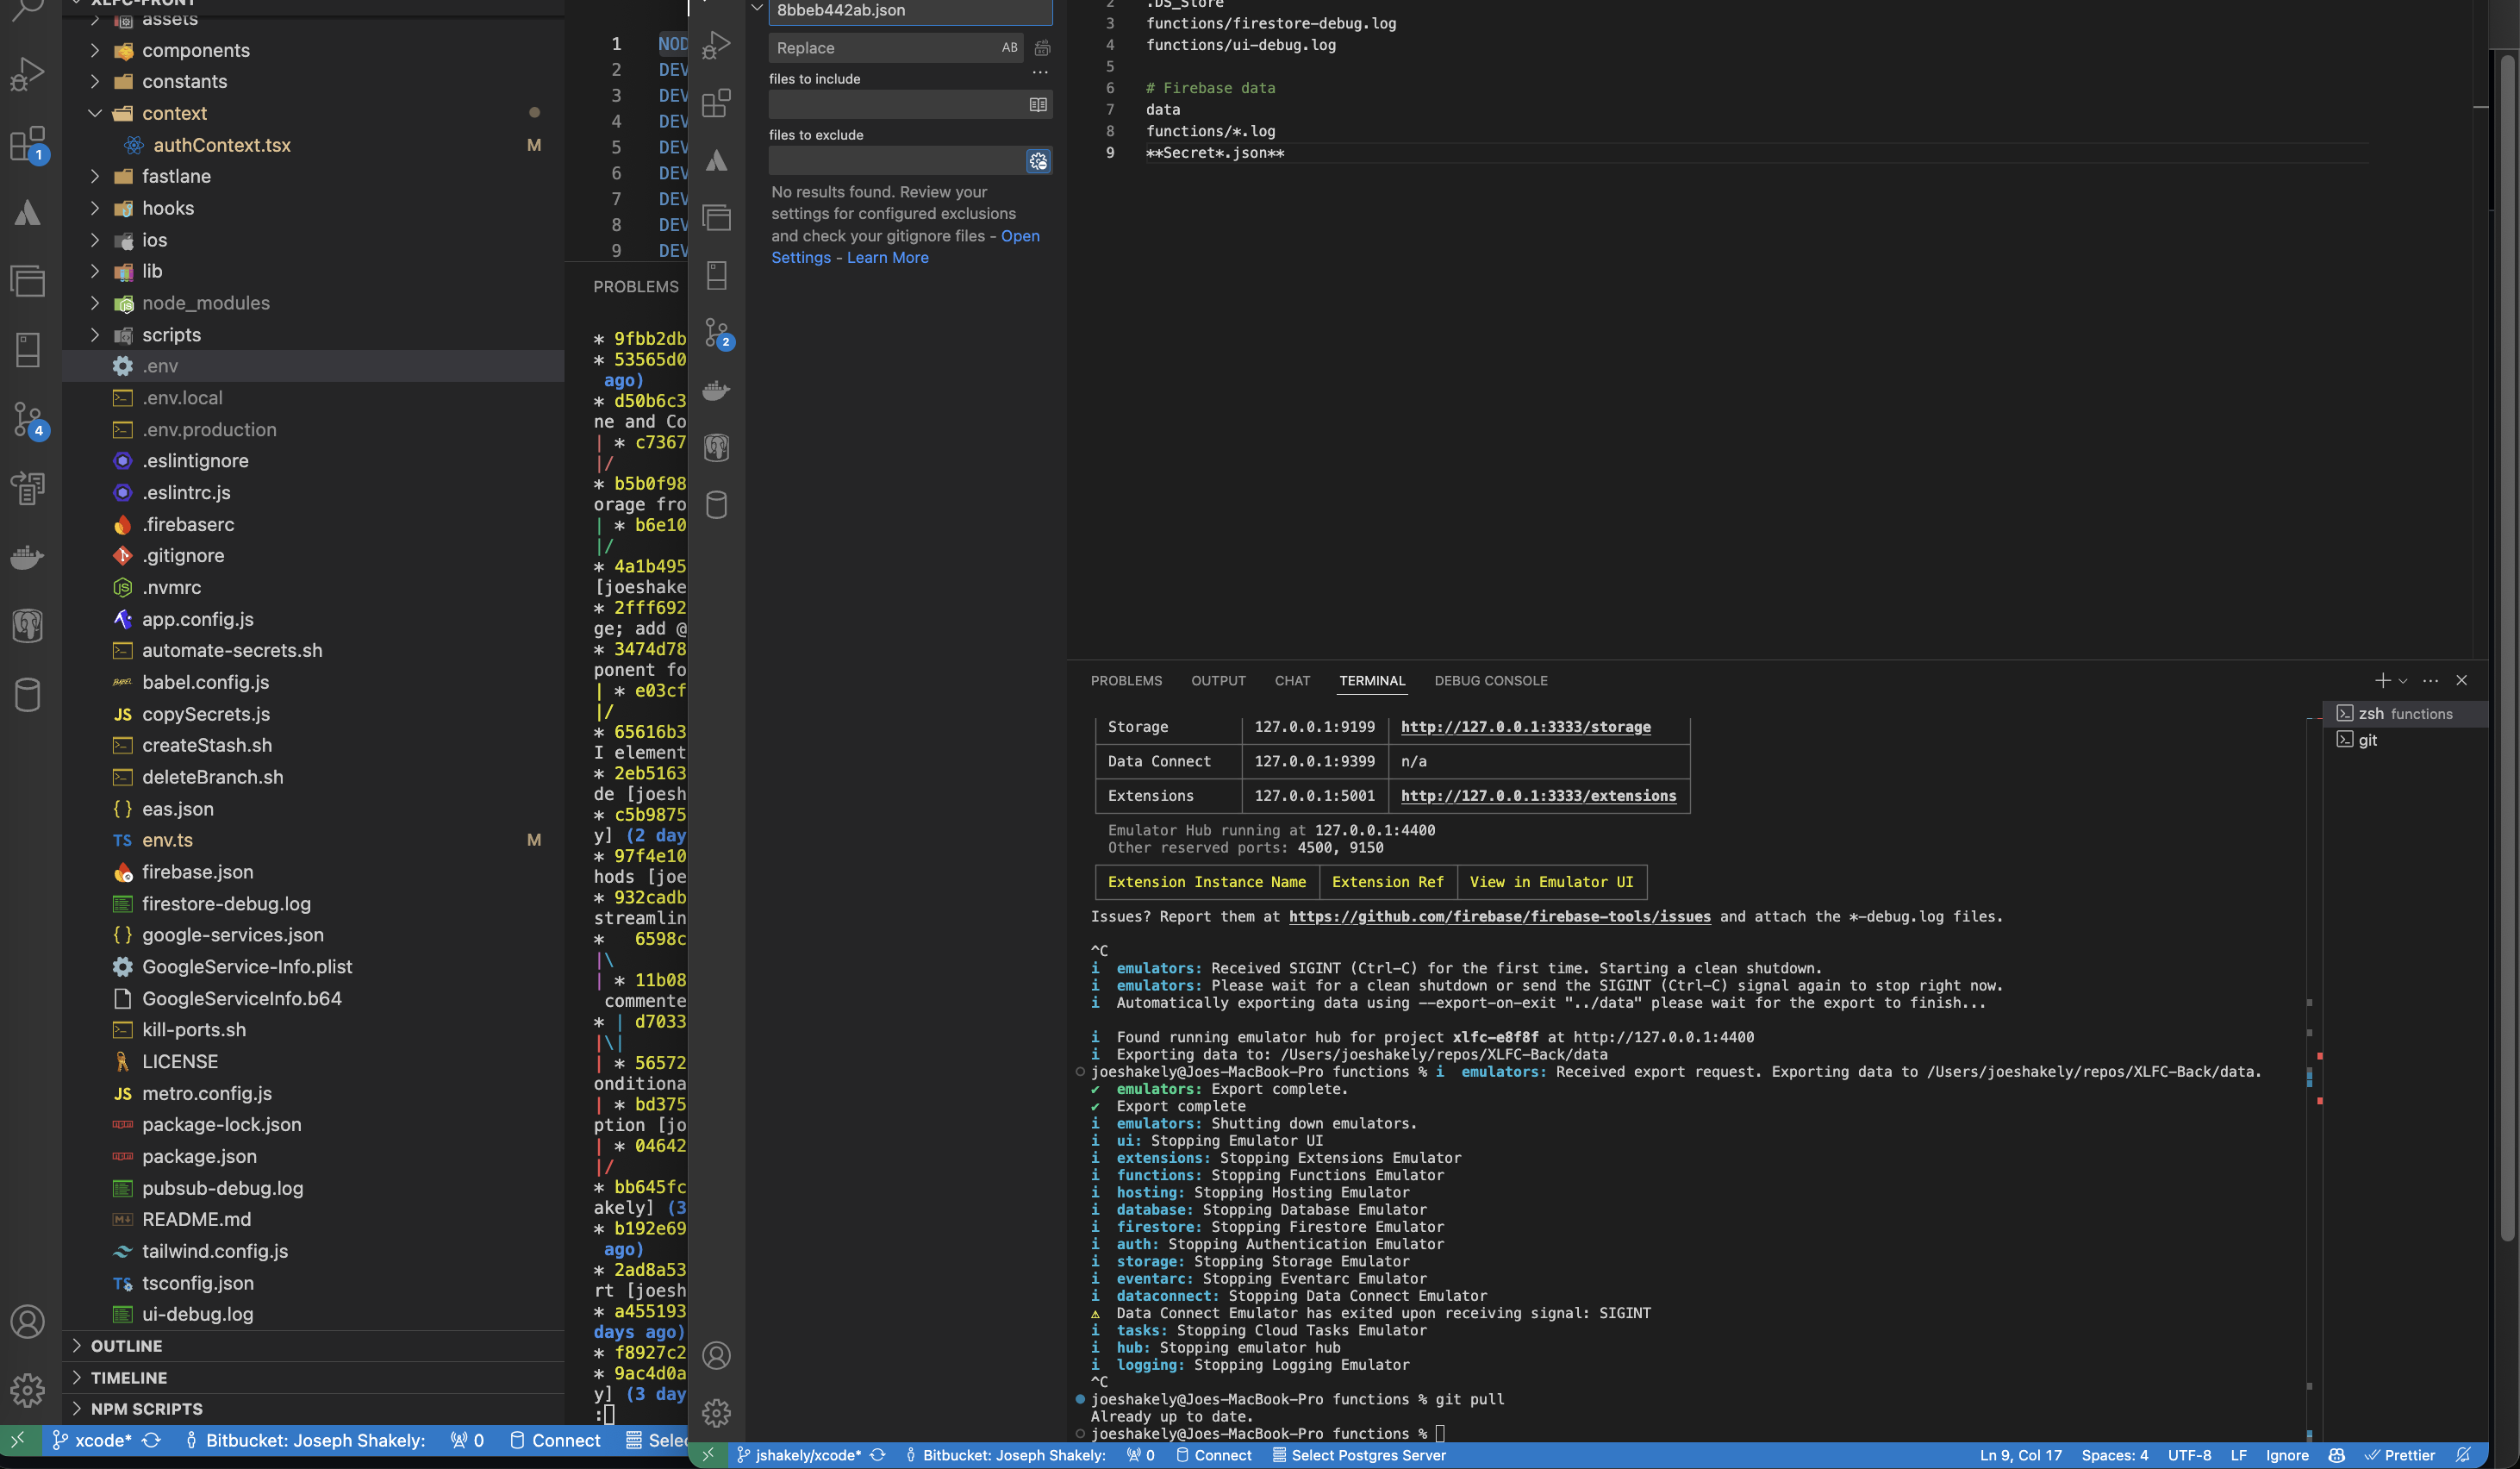 XLFC-FRONT
assets
components
constants
context
authContext.tsx M
fastlane
hooks
ios
lib
node_modules
scripts
.env
.env.local
.env.production
.eslintignore
.eslintrc.js
.firebaserc
.gitignore
.nvmrc
app.config.js
automate-secrets.sh
babel.config.js
copySecrets.js
createStash.sh
deleteBranch.sh
eas.json
env.ts M
firebase.json
firestore-debug.log
google-services.json
GoogleService-Info.plist
GoogleServiceInfo.b64
kill-ports.sh
LICENSE
metro.config.js
package-lock.json
package.json
pubsub-debug.log
README.md
tailwind.config.js
tsconfig.json
ui-debug.log
OUTLINE
TIMELINE
NPM SCRIPTS
1
4
xcode*
Bitbucket: Joseph Shakely:
0
Connect
Selec
1 NOD
2 DEV
3 DEV
4 DEV
5 DEV
6 DEV
7 DEV
8 DEV
9 DEV
PROBLEMS
* 9fbb2db
* 53565d0
ago)
* d50b6c3
ne and Co
| * c7367
|/
* b5b0f98
orage fro
| * b6e10
|/
* 4a1b495
[joeshake
* 2fff692
ge; add @
* 3474d78
ponent fo
| * e03cf
|/
* 65616b3
I element
* 2eb5163
de [joesh
* c5b9875
y] (2 day
* 97f4e10
hods [joe
* 932cadb
streamlin
* 6598c
|\
| * 11b08
commente
* | d7033
|\|
| * 56572
onditiona
| * bd375
ption [jo
| * 04642
|/
* bb645fc
akely] (3
* b192e69
ago)
* 2ad8a53
rt [joesh
* a455193
days ago)
* f8927c2
* 9ac4d0a
y] (3 day
:
2
8bbeb442ab.json
Replace AB
files to include
files to exclude
No results found. Review your
settings for configured exclusions
and check your gitignore files - Open
Settings - Learn More
2 .DS_Store
3 functions/firestore-debug.log
4 functions/ui-debug.log
5
6 # Firebase data
7 data
8 functions/*.log
9 **Secret*.json**
PROBLEMS OUTPUT CHAT TERMINAL DEBUG CONSOLE
zsh functions
git
Storage 127.0.0.1:9199 http://127.0.0.1:3333/storage
Data Connect 127.0.0.1:9399 n/a
Extensions 127.0.0.1:5001 http://127.0.0.1:3333/extensions
Emulator Hub running at 127.0.0.1:4400
Other reserved ports: 4500, 9150
Extension Instance Name Extension Ref View in Emulator UI
Issues? Report them at https://github.com/firebase/firebase-tools/issues and attach the *-debug.log files.
^C
i emulators: Received SIGINT (Ctrl-C) for the first time. Starting a clean shutdown.
i emulators: Please wait for a clean shutdown or send the SIGINT (Ctrl-C) signal again to stop right now.
i Automatically exporting data using --export-on-exit "../data" please wait for the export to finish...
i Found running emulator hub for project xlfc-e8f8f at http://127.0.0.1:4400
i Exporting data to: /Users/joeshakely/repos/XLFC-Back/data
joeshakely@Joes-MacBook-Pro functions % i emulators: Received export request. Exporting data to /Users/joeshakely/repos/XLFC-Back/data.
✔ emulators: Export complete.
✔ Export complete
i emulators: Shutting down emulators.
i ui: Stopping Emulator UI
i extensions: Stopping Extensions Emulator
i functions: Stopping Functions Emulator
i hosting: Stopping Hosting Emulator
i database: Stopping Database Emulator
i firestore: Stopping Firestore Emulator
i auth: Stopping Authentication Emulator
i storage: Stopping Storage Emulator
i eventarc: Stopping Eventarc Emulator
i dataconnect: Stopping Data Connect Emulator
⚠ Data Connect Emulator has exited upon receiving signal: SIGINT
i tasks: Stopping Cloud Tasks Emulator
i hub: Stopping emulator hub
i logging: Stopping Logging Emulator
^C
joeshakely@Joes-MacBook-Pro functions % git pull
Already up to date.
joeshakely@Joes-MacBook-Pro functions %
jshakely/xcode* Bitbucket: Joseph Shakely: 0 Connect Select Postgres Server Ln 9, Col 17 Spaces: 4 UTF-8 LF Ignore Prettier